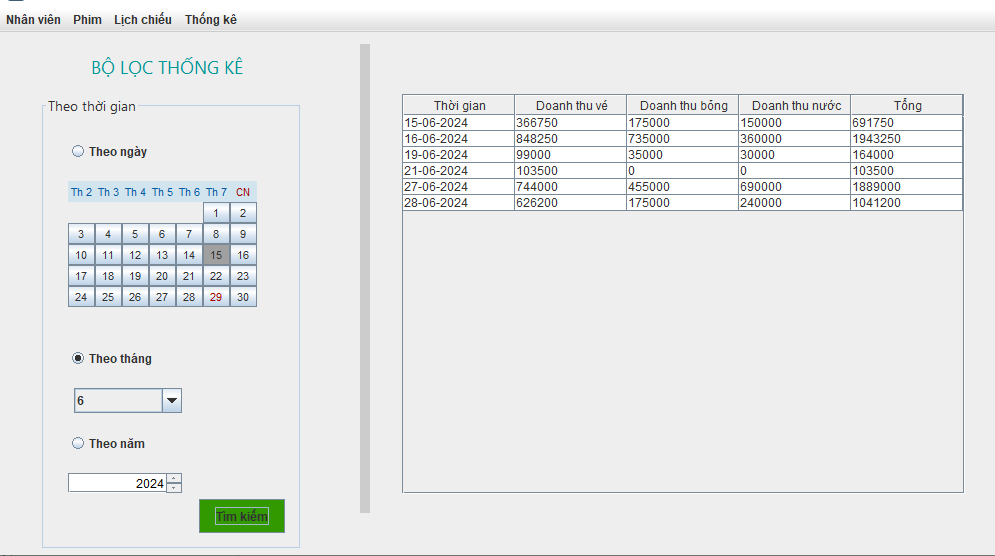 Nhân viên Phim Lịch chiếu Thống kê
BỘ LỌC THỐNG KÊ
Theo thời gian
Theo ngày
Th 2 Th 3 Th 4 Th 5 Th 6 Th 7 CN
1 2
3 4 5 6 7 8 9
10 11 12 13 14 15 16
17 18 19 20 21 22 23
24 25 26 27 28 29 30
Theo tháng
6
Theo năm
2024
Tìm kiếm
Thời gian Doanh thu vé Doanh thu bỏng Doanh thu nước Tổng
15-06-2024 366750 175000 150000 691750
16-06-2024 848250 735000 360000 1943250
19-06-2024 99000 35000 30000 164000
21-06-2024 103500 0 0 103500
27-06-2024 744000 455000 690000 1889000
28-06-2024 626200 175000 240000 1041200